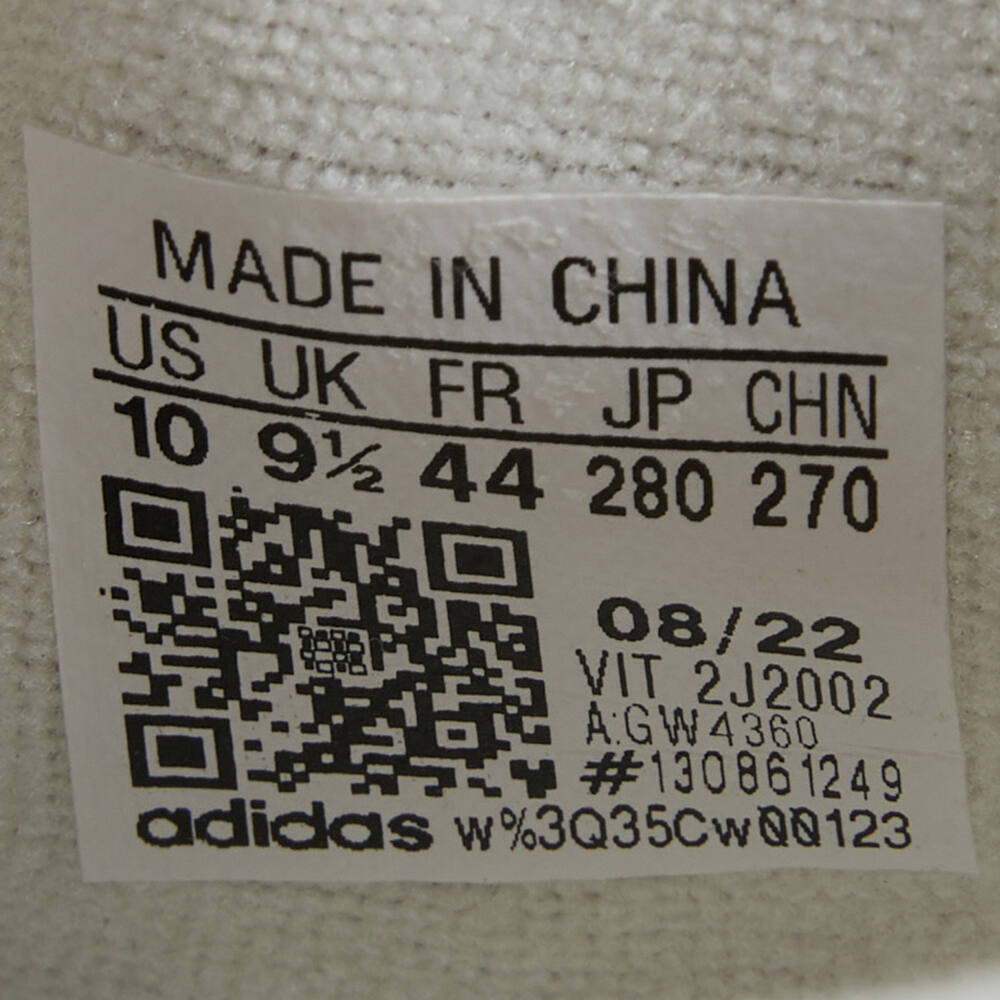 MADE IN CHINA
US UK FR JP CHN
10 9½ 44 280 270
08/22
VIT 2J2002
A:GW4360
#130861249
adidas w%3Q35Cw00123